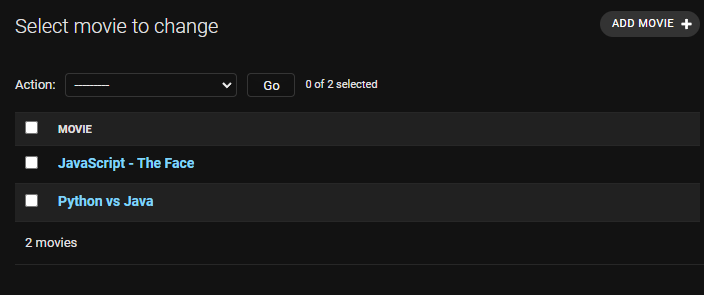 Select movie to change
ADD MOVIE +
Action: --------- Go 0 of 2 selected
MOVIE
JavaScript - The Face
Python vs Java
2 movies